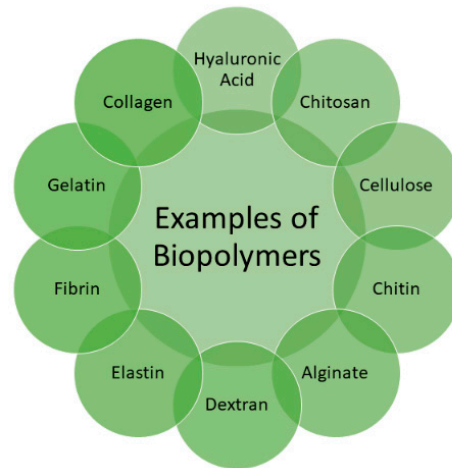 Hyaluronic
Acid
Chitosan
Cellulose
Chitin
Alginate
Dextran
Elastin
Fibrin
Gelatin
Collagen
Examples of
Biopolymers